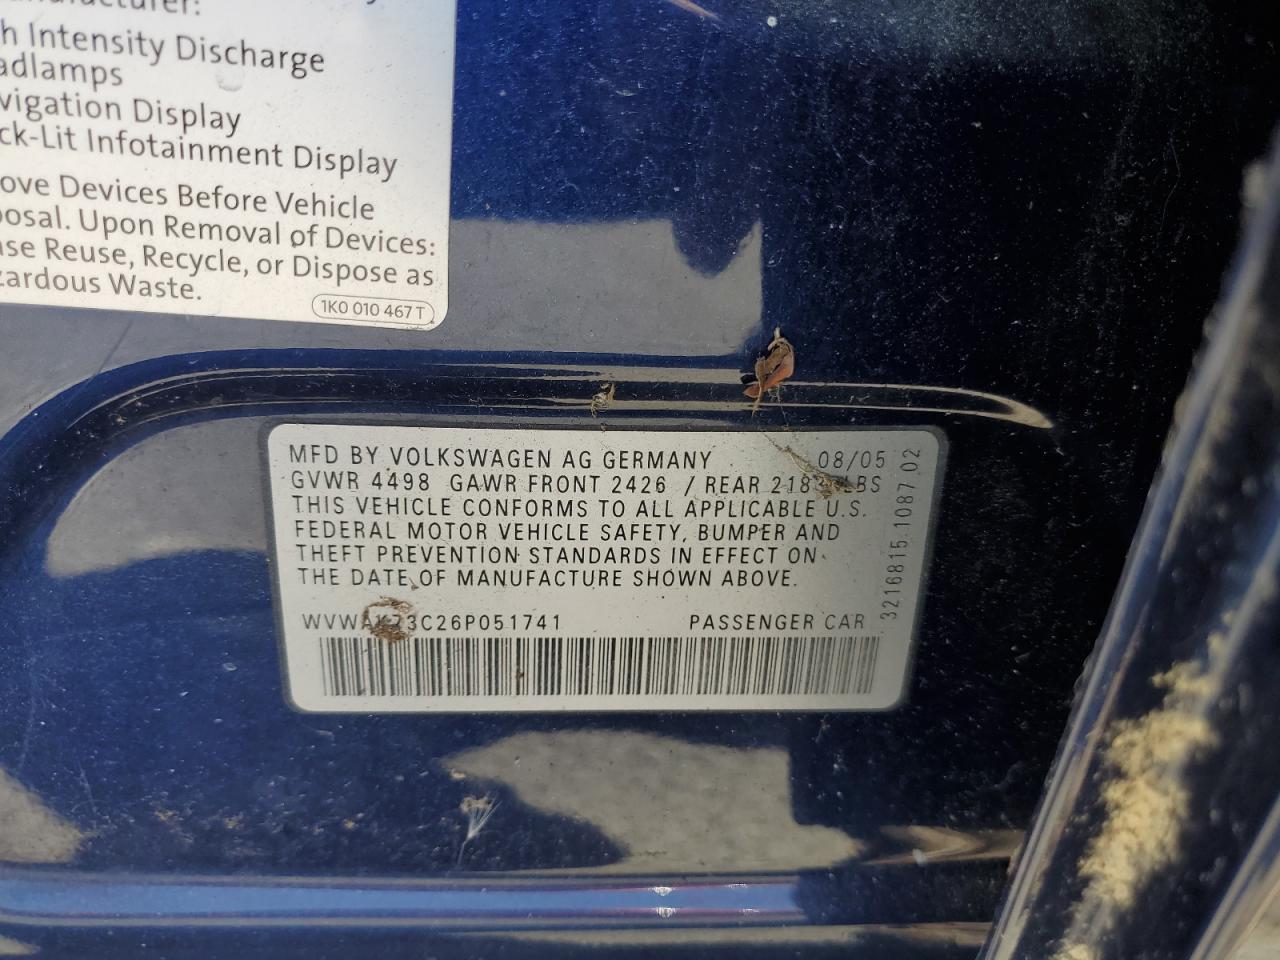 h Intensity Discharge
adlamps
vigation Display
ck-Lit Infotainment Display
ove Devices Before Vehicle
posal. Upon Removal of Devices:
ase Reuse, Recycle, or Dispose as
zardous Waste.
1K0 010 467 T
MFD BY VOLKSWAGEN AG GERMANY 08/05
GVWR 4498 GAWR FRONT 2426 / REAR LBS
THIS VEHICLE CONFORMS TO ALL APPLICABLE U.S.
FEDERAL MOTOR VEHICLE SAFETY, BUMPER AND
THEFT PREVENTION STANDARDS IN EFFECT ON
THE DATE OF MANUFACTURE SHOWN ABOVE.
WVWAK73C26P051741 PASSENGER CAR
3216815.1087.02